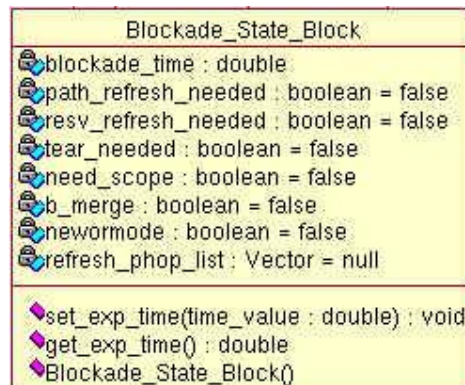 Blockade_State_Block
blockade_time : double
path_refresh_needed : boolean = false
resv_refresh_needed : boolean = false
tear_needed : boolean = false
need_scope : boolean = false
b_merge : boolean = false
newormode : boolean = false
refresh_phop_list : Vector = null
set_exp_time(time_value : double) : void
get_exp_time() : double
Blockade_State_Block()